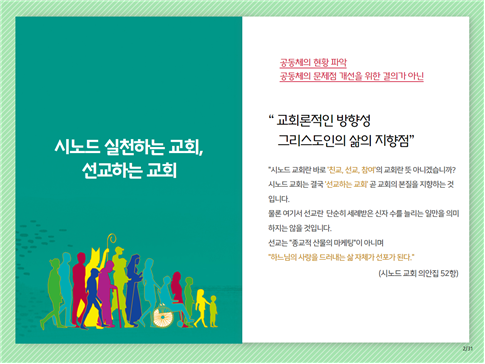 시노드 실천하는 교회,
선교하는 교회
공동체의 현황 파악
공동체의 문제점 개선을 위한 결의가 아닌
“ 교회론적인 방향성
그리스도인의 삶의 지향점”
"시노드 교회란 바로 '친교, 선교, 참여'의 교회란 뜻 아니겠습니까?
시노드 교회는 결국 '선교하는 교회' 곧 교회의 본질을 지향하는 것
입니다.
물론 여기서 선교란 단순히 세례받은 신자 수를 늘리는 일만을 의미
하지는 않을 것입니다.
선교는 "종교적 산물의 마케팅"이 아니며
"하느님의 사랑을 드러내는 삶 자체가 선포가 된다."
(시노드 교회 의안집 52항)
2/31